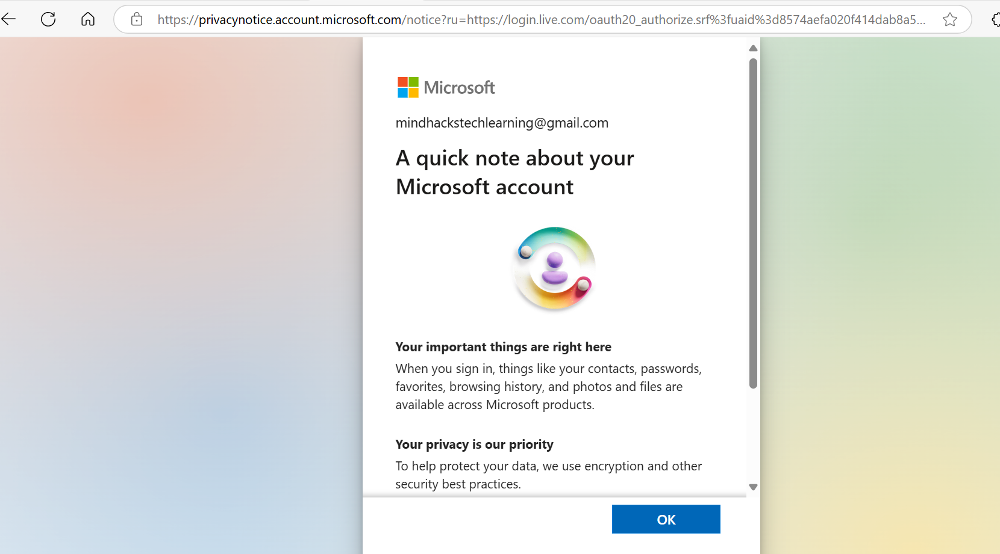 https://privacynotice.account.microsoft.com/notice?ru=https://login.live.com/oauth20_authorize.srf%3fuaid%3d8574aefa020f414dab8a5...
Microsoft
mindhackstechlearning@gmail.com
A quick note about your
Microsoft account
Your important things are right here
When you sign in, things like your contacts, passwords,
favorites, browsing history, and photos and files are
available across Microsoft products.
Your privacy is our priority
To help protect your data, we use encryption and other
security best practices.
OK